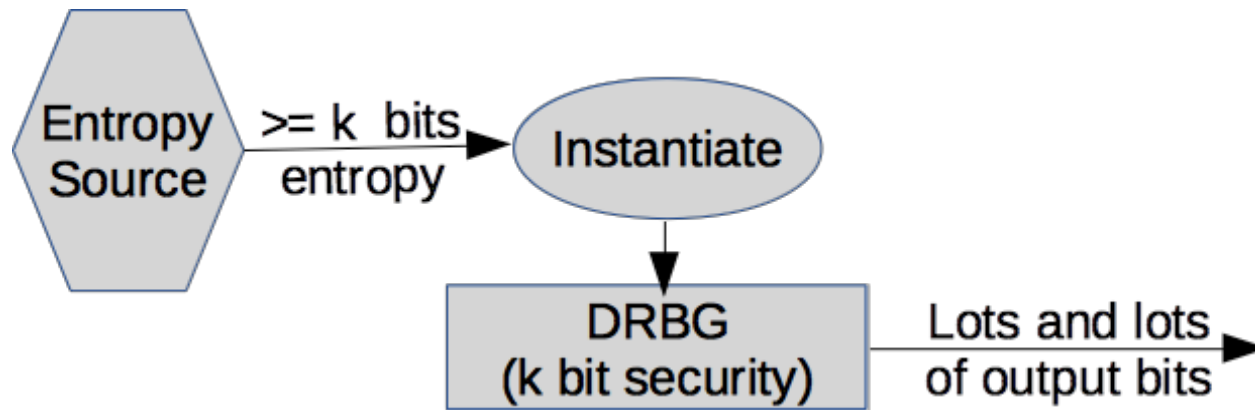 Entropy
Source
>= k bits
entropy
Instantiate
DRBG
(k bit security)
Lots and lots
of output bits